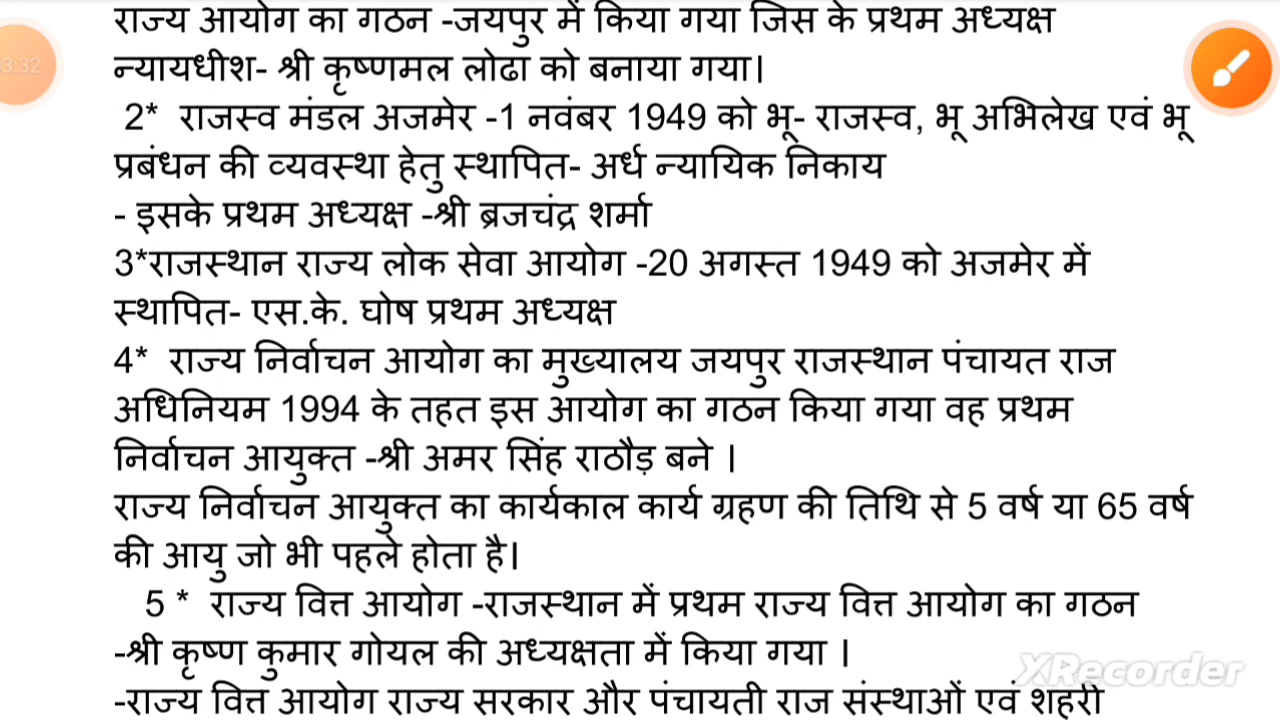 राज्य आयोग का गठन -जयपुर में किया गया जिस के प्रथम अध्यक्ष
3:32
न्यायधीश- श्री कृष्णमल लोढा को बनाया गया।
2* राजस्व मंडल अजमेर -1 नवंबर 1949 को भू- राजस्व, भू अभिलेख एवं भू
प्रबंधन की व्यवस्था हेतु स्थापित- अर्ध न्यायिक निकाय
- इसके प्रथम अध्यक्ष -श्री ब्रजचंद्र शर्मा
3*राजस्थान राज्य लोक सेवा आयोग -20 अगस्त 1949 को अजमेर में
स्थापित- एस.के. घोष प्रथम अध्यक्ष
4* राज्य निर्वाचन आयोग का मुख्यालय जयपुर राजस्थान पंचायत राज
अधिनियम 1994 के तहत इस आयोग का गठन किया गया वह प्रथम
निर्वाचन आयुक्त -श्री अमर सिंह राठौड़ बने ।
राज्य निर्वाचन आयुक्त का कार्यकाल कार्य ग्रहण की तिथि से 5 वर्ष या 65 वर्ष
की आयु जो भी पहले होता है।
5 * राज्य वित्त आयोग -राजस्थान में प्रथम राज्य वित्त आयोग का गठन
-श्री कृष्ण कुमार गोयल की अध्यक्षता में किया गया ।
XRecorder
-राज्य वित्त आयोग राज्य सरकार और पंचायती राज संस्थाओं एवं शहरी